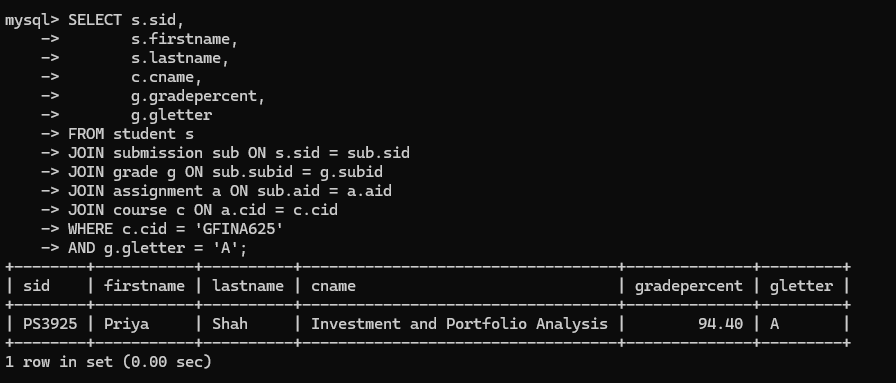 mysql> SELECT s.sid,
    ->        s.firstname,
    ->        s.lastname,
    ->        c.cname,
    ->        g.gradepercent,
    ->        g.gletter
    -> FROM student s
    -> JOIN submission sub ON s.sid = sub.sid
    -> JOIN grade g ON sub.subid = g.subid
    -> JOIN assignment a ON sub.aid = a.aid
    -> JOIN course c ON a.cid = c.cid
    -> WHERE c.cid = 'GFINA625'
    -> AND g.gletter = 'A';
+--------+-----------+----------+-----------------------------------+--------------+---------+
| sid    | firstname | lastname | cname                             | gradepercent | gletter |
+--------+-----------+----------+-----------------------------------+--------------+---------+
| PS3925 | Priya     | Shah     | Investment and Portfolio Analysis |        94.40 | A       |
+--------+-----------+----------+-----------------------------------+--------------+---------+
1 row in set (0.00 sec)